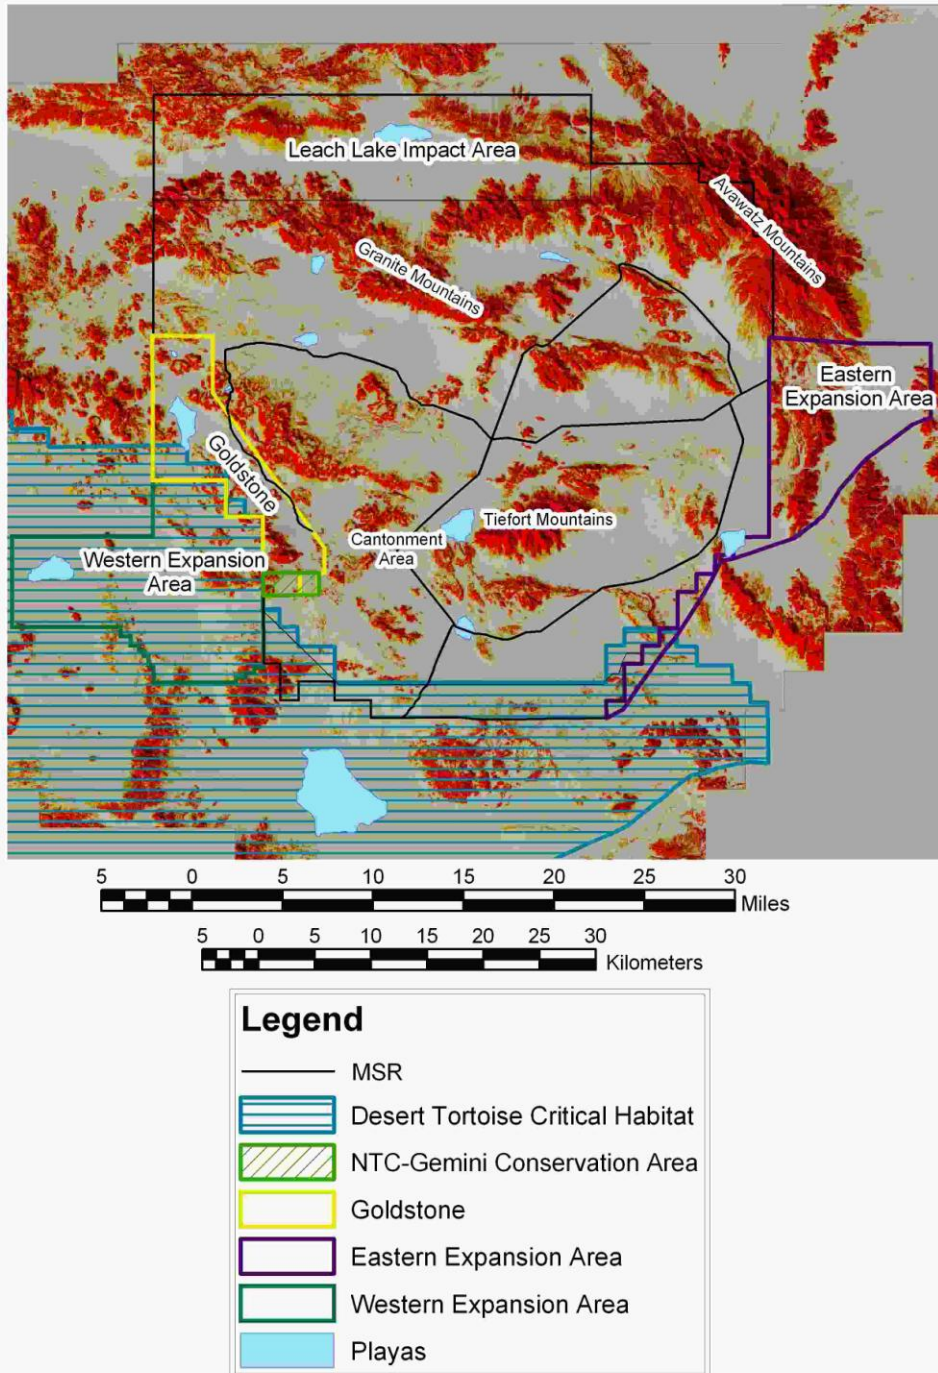 Leach Lake Impact Area
Avawatz Mountains
Granite Mountains
Eastern
Expansion Area
Goldstone
Tiefort Mountains
Cantonment
Area
Western Expansion
Area
5 0 5 10 15 20 25 30
Miles
5 0 5 10 15 20 25 30
Kilometers
Legend
MSR
Desert Tortoise Critical Habitat
NTC-Gemini Conservation Area
Goldstone
Eastern Expansion Area
Western Expansion Area
Playas